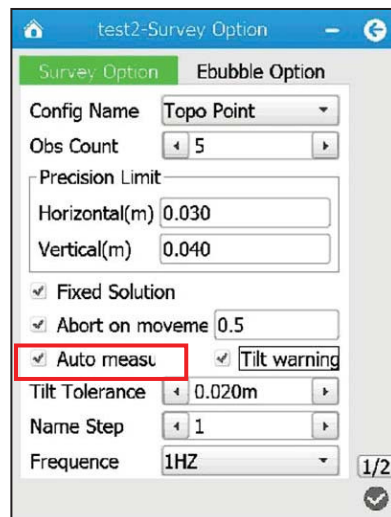 test2-Survey Option
Survey Option Ebubble Option
Config Name Topo Point
Obs Count 5
Precision Limit
Horizontal(m) 0.030
Vertical(m) 0.040
Fixed Solution
Abort on moveme 0.5
Auto measu Tilt warning
Tilt Tolerance 0.020m
Name Step 1
Frequence 1HZ
1/2